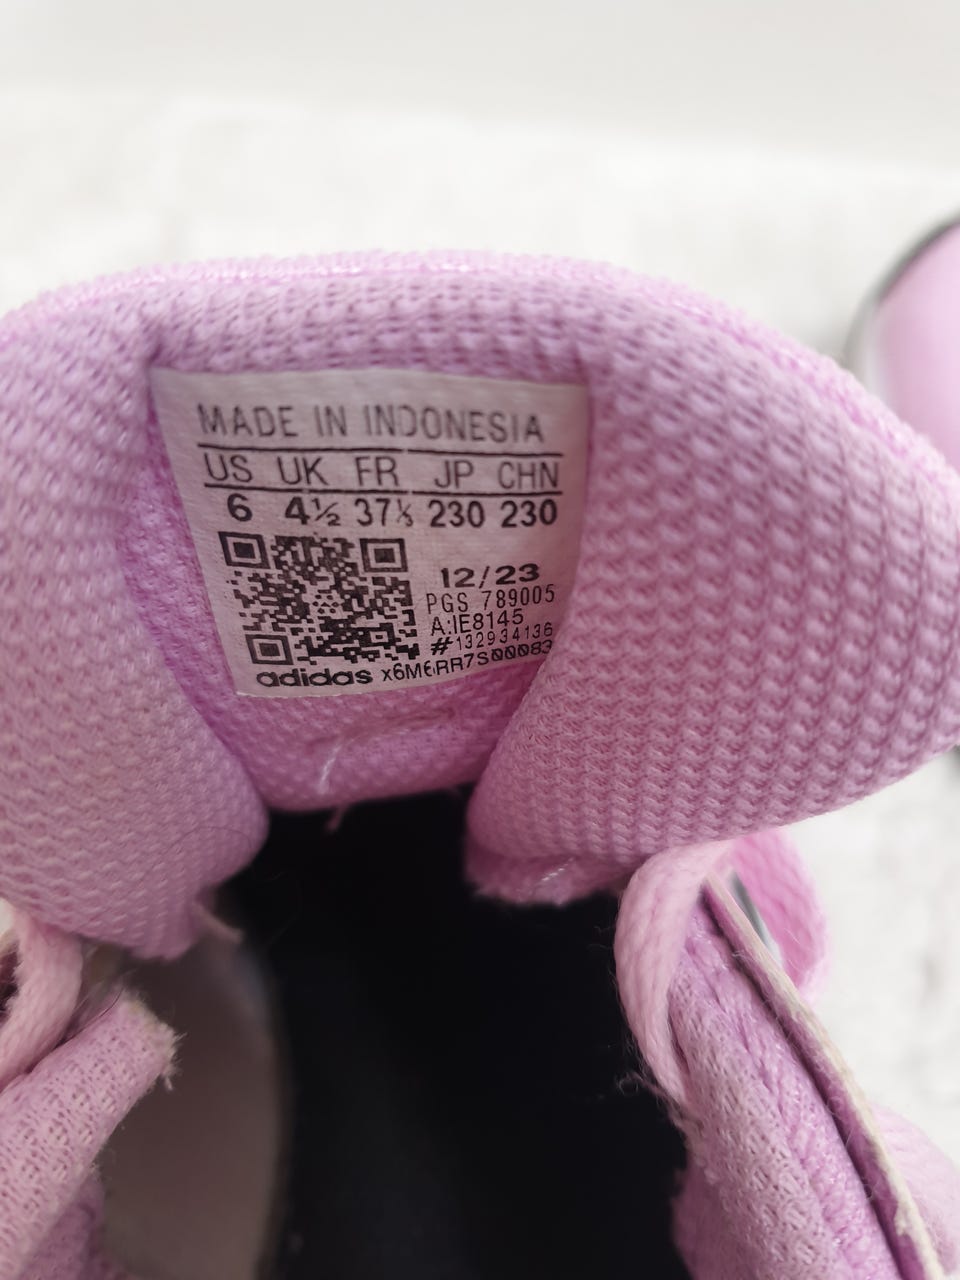 MADE IN INDONESIA
US UK FR JP CHN
6 4½ 37⅓ 230 230
12/23
PGS 789005
A:IE8145
#132934136
adidas x6M6RR7S00083